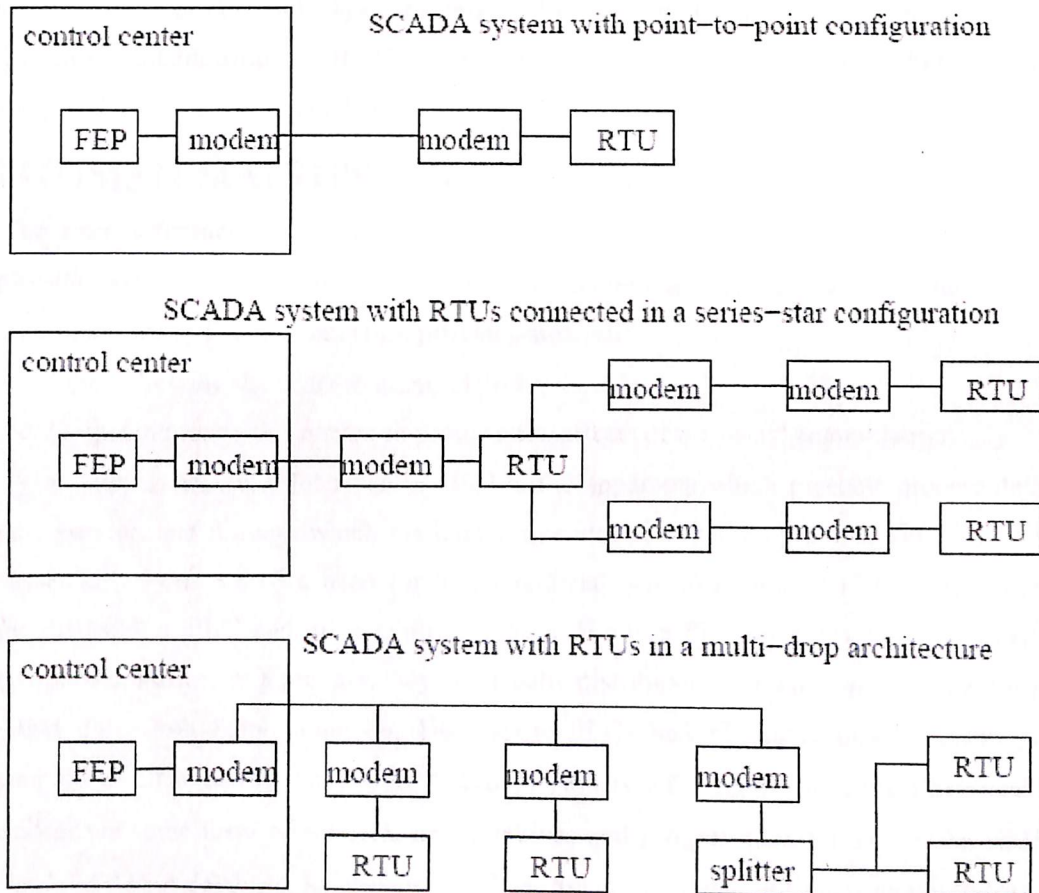 SCADA system with point-to-point configuration
control center
FEP modem modem RTU
SCADA system with RTUs connected in a series-star configuration
control center
modem modem RTU
FEP modem modem RTU
modem modem RTU
SCADA system with RTUs in a multi-drop architecture
control center
FEP modem modem modem modem RTU
RTU RTU splitter RTU